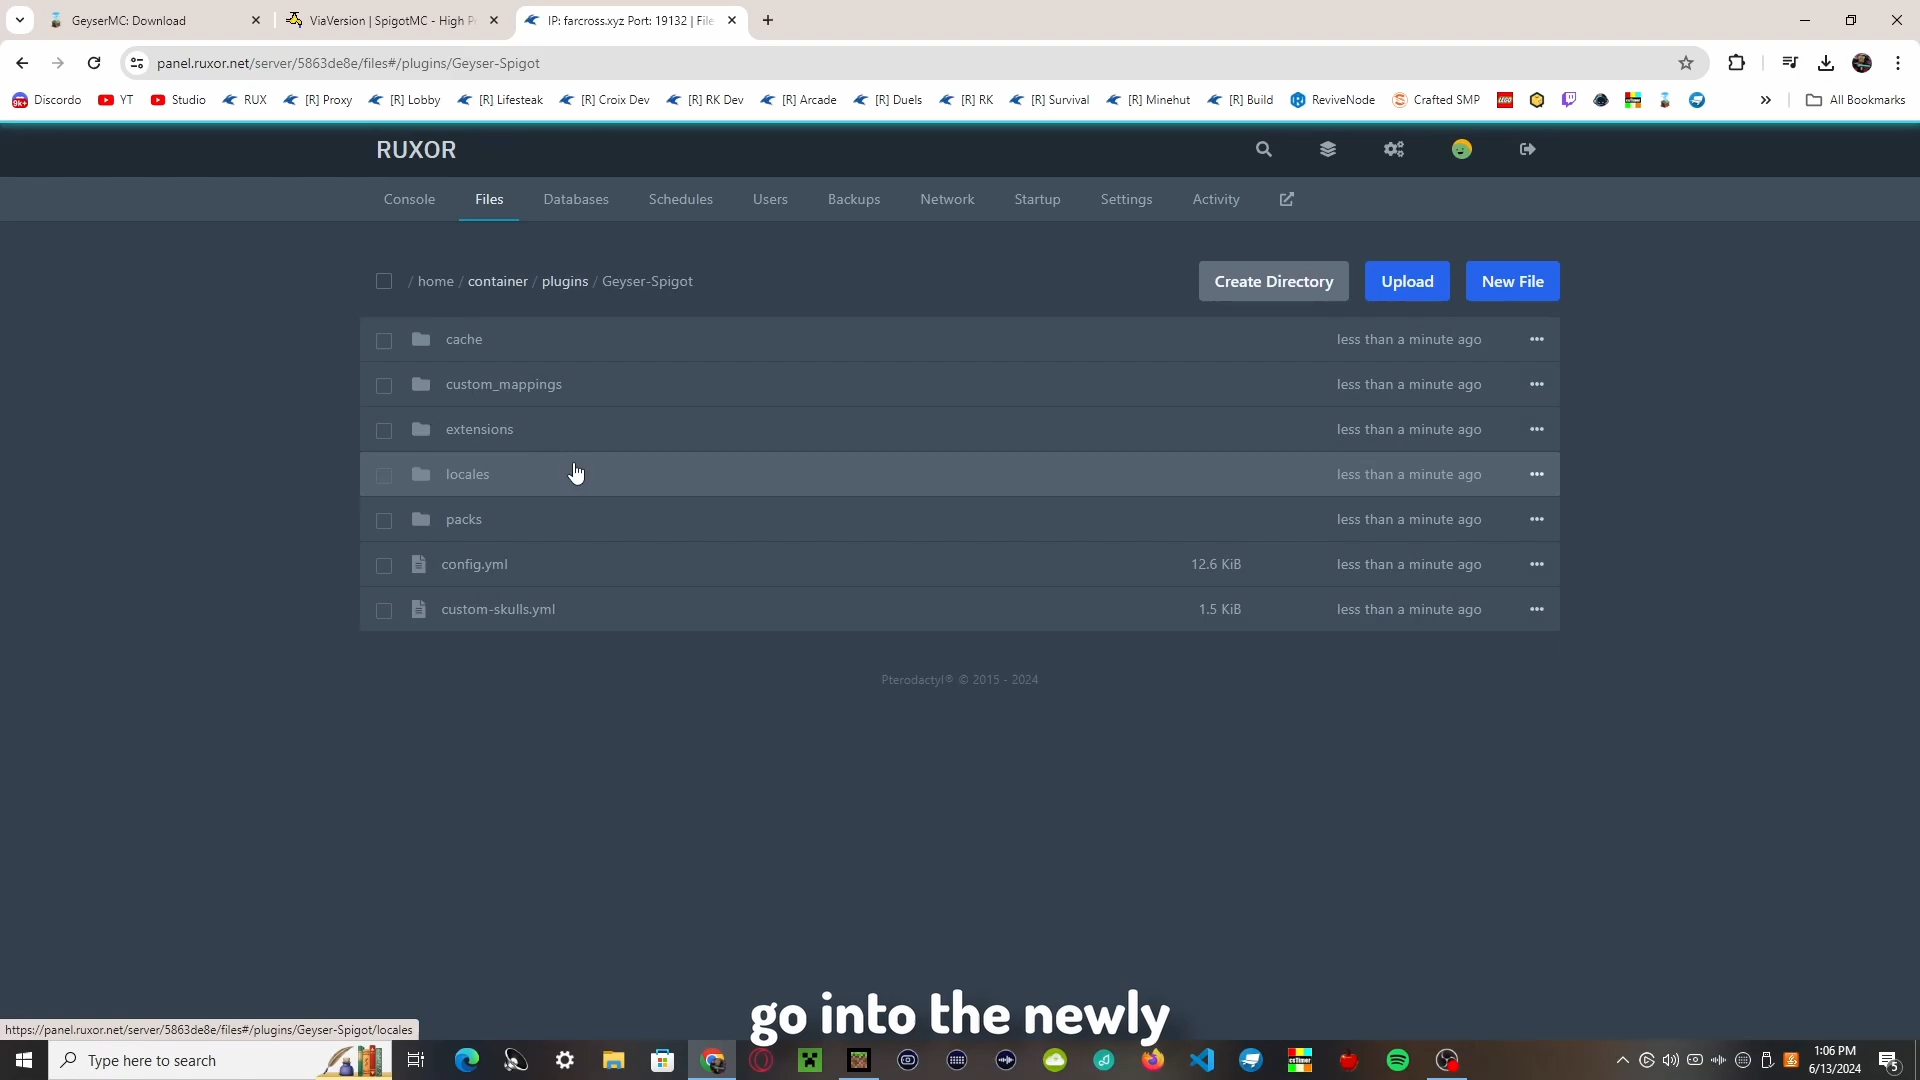 GeyserMC: Download
ViaVersion | SpigotMC - High P
IP: farcross.xyz Port: 19132 | File
panel.ruxor.net/server/5863de8e/files#/plugins/Geyser-Spigot
9k+ Discordo YT Studio RUX [R] Proxy [R] Lobby [R] Lifesteak [R] Croix Dev [R] RK Dev [R] Arcade [R] Duels [R] RK [R] Survival [R] Minehut [R] Build ReviveNode Crafted SMP All Bookmarks
RUXOR
Console Files Databases Schedules Users Backups Network Startup Settings Activity
/ home / container / plugins / Geyser-Spigot
Create Directory Upload New File
cache less than a minute ago
custom_mappings less than a minute ago
extensions less than a minute ago
locales less than a minute ago
packs less than a minute ago
config.yml 12.6 KiB less than a minute ago
custom-skulls.yml 1.5 KiB less than a minute ago
Pterodactyl® © 2015 - 2024
go into the newly
https://panel.ruxor.net/server/5863de8e/files#/plugins/Geyser-Spigot/locales
Type here to search
1:06 PM
6/13/2024
5